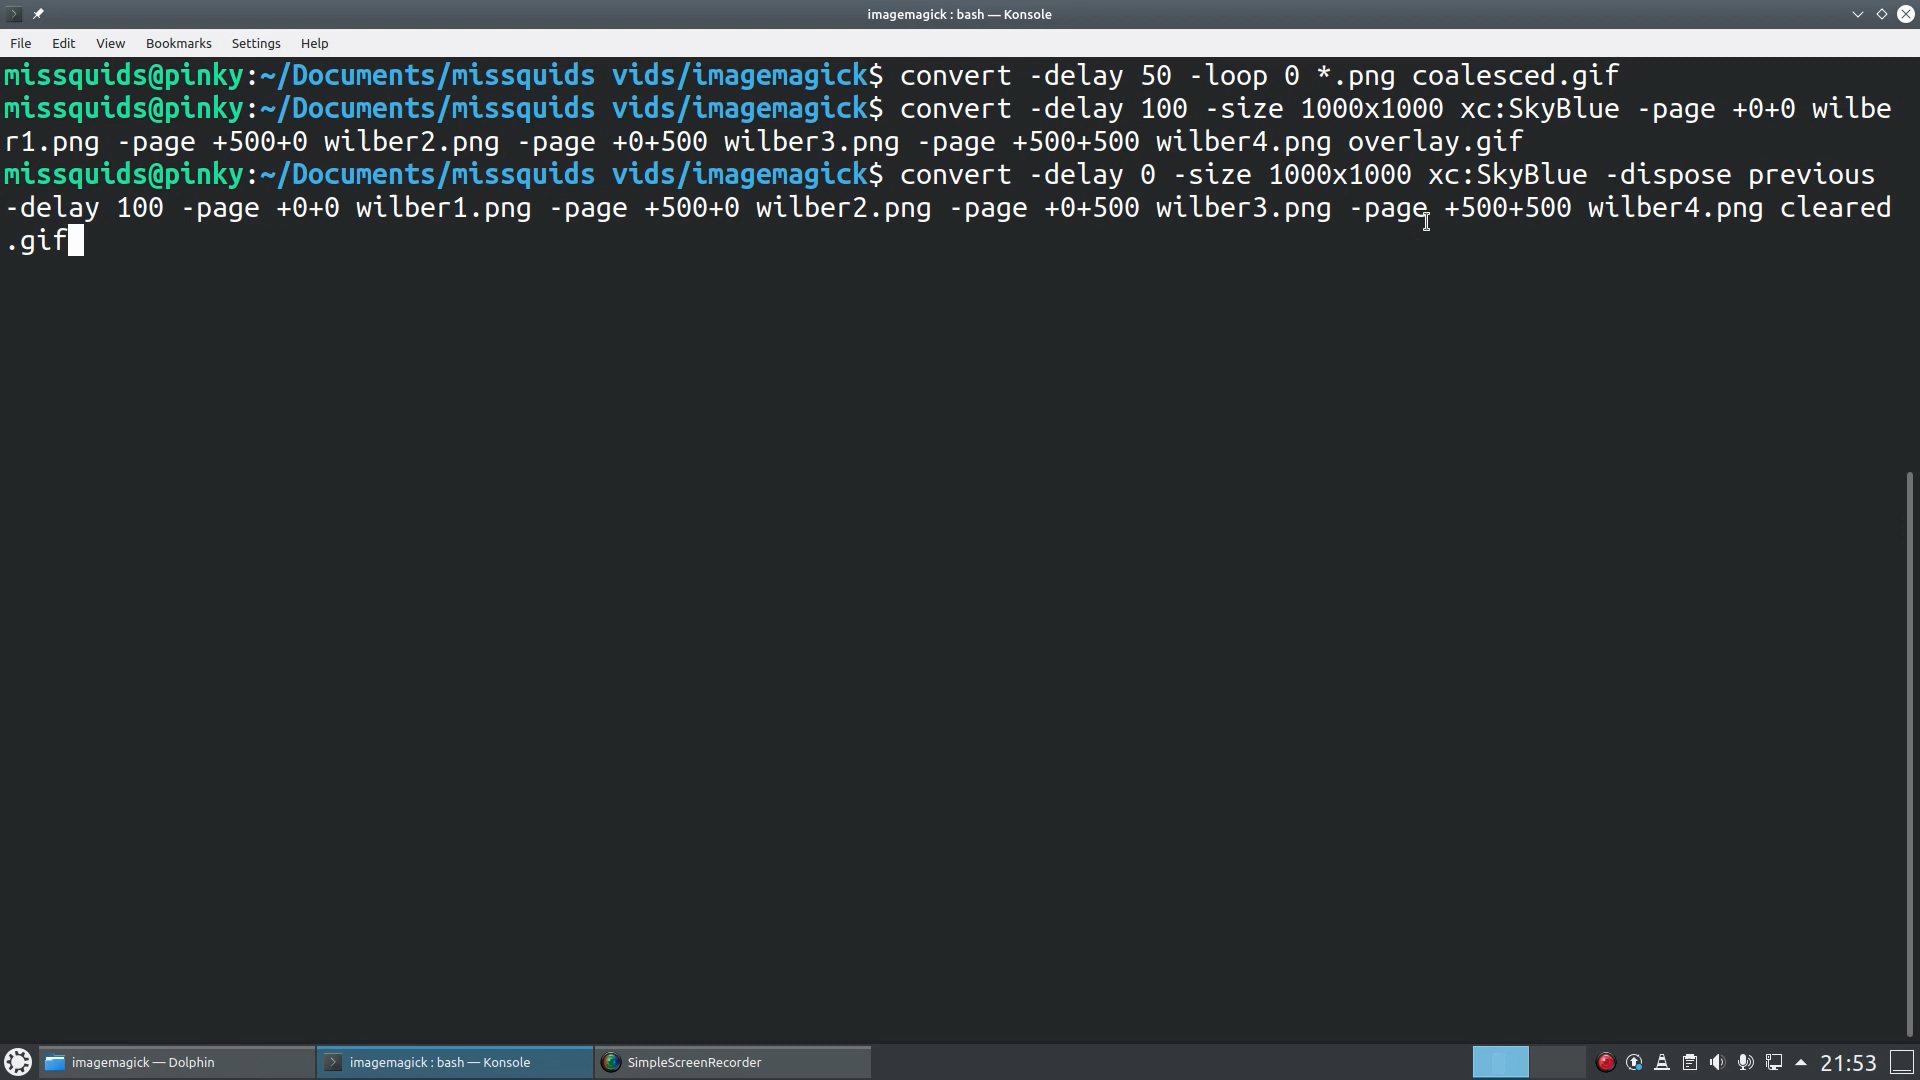 imagemagick : bash — Konsole
File Edit View Bookmarks Settings Help
missquids@pinky:~/Documents/missquids vids/imagemagick$ convert -delay 50 -loop 0 *.png coalesced.gif
missquids@pinky:~/Documents/missquids vids/imagemagick$ convert -delay 100 -size 1000x1000 xc:SkyBlue -page +0+0 wilbe
r1.png -page +500+0 wilber2.png -page +0+500 wilber3.png -page +500+500 wilber4.png overlay.gif
missquids@pinky:~/Documents/missquids vids/imagemagick$ convert -delay 0 -size 1000x1000 xc:SkyBlue -dispose previous
-delay 100 -page +0+0 wilber1.png -page +500+0 wilber2.png -page +0+500 wilber3.png -page +500+500 wilber4.png cleared
.gif
imagemagick — Dolphin imagemagick : bash — Konsole SimpleScreenRecorder 21:53